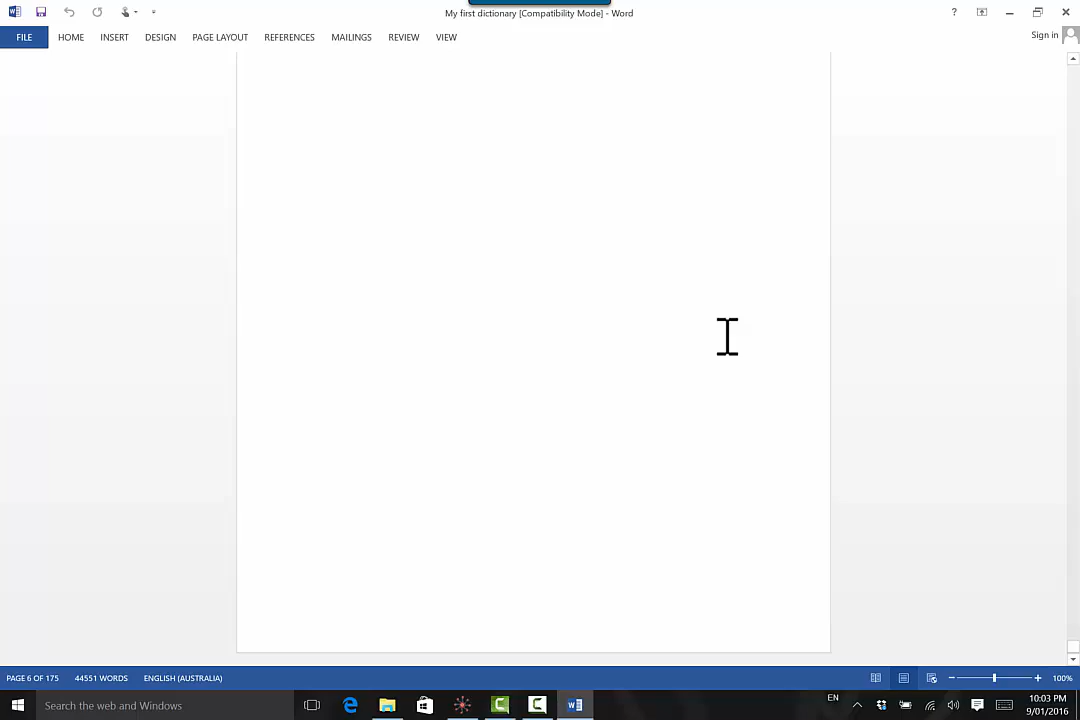 My first dictionary [Compatibility Mode] - Word
?
FILE HOME INSERT DESIGN PAGE LAYOUT REFERENCES MAILINGS REVIEW VIEW
Sign in
PAGE 6 OF 175 44551 WORDS ENGLISH (AUSTRALIA) 100%
Search the web and Windows
EN
10:03 PM
9/01/2016